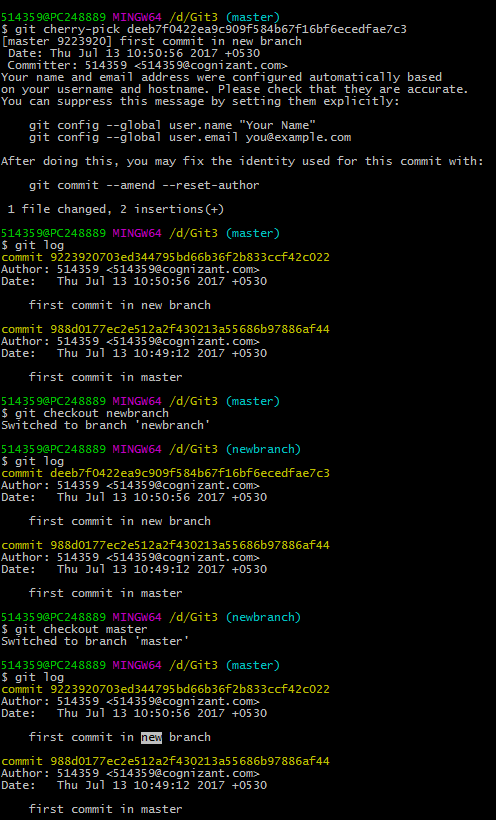 514359@PC248889 MINGW64 /d/Git3 (master)
$ git cherry-pick deeb7f0422ea9c909f584b67f16bf6ecedfae7c3
[master 9223920] first commit in new branch
 Date: Thu Jul 13 10:50:56 2017 +0530
 Committer: 514359 <514359@cognizant.com>
Your name and email address were configured automatically based
on your username and hostname. Please check that they are accurate.
You can suppress this message by setting them explicitly:

    git config --global user.name "Your Name"
    git config --global user.email you@example.com

After doing this, you may fix the identity used for this commit with:

    git commit --amend --reset-author

 1 file changed, 2 insertions(+)

514359@PC248889 MINGW64 /d/Git3 (master)
$ git log
commit 9223920703ed344795bd66b36f2b833ccf42c022
Author: 514359 <514359@cognizant.com>
Date:   Thu Jul 13 10:50:56 2017 +0530

    first commit in new branch

commit 988d0177ec2e512a2f430213a55686b97886af44
Author: 514359 <514359@cognizant.com>
Date:   Thu Jul 13 10:49:12 2017 +0530

    first commit in master

514359@PC248889 MINGW64 /d/Git3 (master)
$ git checkout newbranch
Switched to branch 'newbranch'

514359@PC248889 MINGW64 /d/Git3 (newbranch)
$ git log
commit deeb7f0422ea9c909f584b67f16bf6ecedfae7c3
Author: 514359 <514359@cognizant.com>
Date:   Thu Jul 13 10:50:56 2017 +0530

    first commit in new branch

commit 988d0177ec2e512a2f430213a55686b97886af44
Author: 514359 <514359@cognizant.com>
Date:   Thu Jul 13 10:49:12 2017 +0530

    first commit in master

514359@PC248889 MINGW64 /d/Git3 (newbranch)
$ git checkout master
Switched to branch 'master'

514359@PC248889 MINGW64 /d/Git3 (master)
$ git log
commit 9223920703ed344795bd66b36f2b833ccf42c022
Author: 514359 <514359@cognizant.com>
Date:   Thu Jul 13 10:50:56 2017 +0530

    first commit in new branch

commit 988d0177ec2e512a2f430213a55686b97886af44
Author: 514359 <514359@cognizant.com>
Date:   Thu Jul 13 10:49:12 2017 +0530

    first commit in master